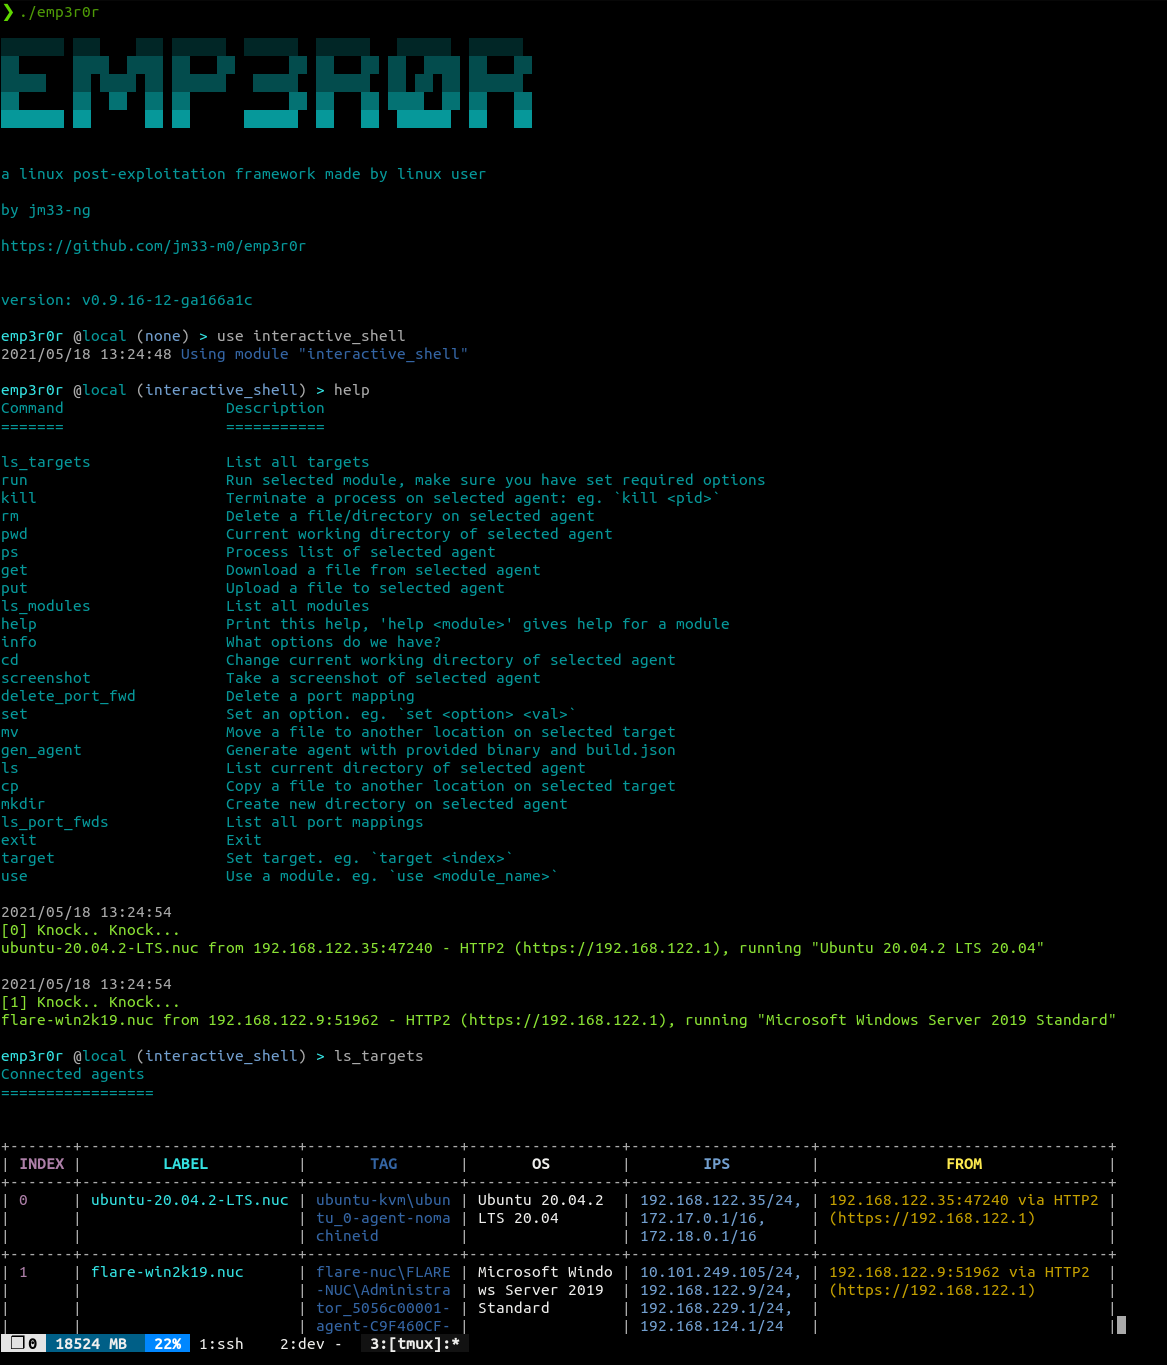 ❯ ./emp3r0r
EMP3R0R
a linux post-exploitation framework made by linux user
by jm33-ng
https://github.com/jm33-m0/emp3r0r
version: v0.9.16-12-ga166a1c
emp3r0r @local (none) > use interactive_shell
2021/05/18 13:24:48 Using module "interactive_shell"
emp3r0r @local (interactive_shell) > help
Command                  Description
=======                  ===========
ls_targets               List all targets
run                      Run selected module, make sure you have set required options
kill                     Terminate a process on selected agent: eg. `kill <pid>`
rm                       Delete a file/directory on selected agent
pwd                      Current working directory of selected agent
ps                       Process list of selected agent
get                      Download a file from selected agent
put                      Upload a file to selected agent
ls_modules               List all modules
help                     Print this help, 'help <module>' gives help for a module
info                     What options do we have?
cd                       Change current working directory of selected agent
screenshot               Take a screenshot of selected agent
delete_port_fwd          Delete a port mapping
set                      Set an option. eg. `set <option> <val>`
mv                       Move a file to another location on selected target
gen_agent                Generate agent with provided binary and build.json
ls                       List current directory of selected agent
cp                       Copy a file to another location on selected target
mkdir                    Create new directory on selected agent
ls_port_fwds             List all port mappings
exit                     Exit
target                   Set target. eg. `target <index>`
use                      Use a module. eg. `use <module_name>`
2021/05/18 13:24:54
[0] Knock.. Knock...
ubuntu-20.04.2-LTS.nuc from 192.168.122.35:47240 - HTTP2 (https://192.168.122.1), running "Ubuntu 20.04.2 LTS 20.04"
2021/05/18 13:24:54
[1] Knock.. Knock...
flare-win2k19.nuc from 192.168.122.9:51962 - HTTP2 (https://192.168.122.1), running "Microsoft Windows Server 2019 Standard"
emp3r0r @local (interactive_shell) > ls_targets
Connected agents
=================
+-------+------------------------+-----------------+-----------------+--------------------+--------------------------------+
| INDEX |         LABEL          |       TAG       |       OS        |        IPS         |              FROM              |
+-------+------------------------+-----------------+-----------------+--------------------+--------------------------------+
| 0     | ubuntu-20.04.2-LTS.nuc | ubuntu-kvm\ubun | Ubuntu 20.04.2  | 192.168.122.35/24, | 192.168.122.35:47240 via HTTP2 |
|       |                        | tu_0-agent-noma | LTS 20.04       | 172.17.0.1/16,     | (https://192.168.122.1)        |
|       |                        | chineid         |                 | 172.18.0.1/16      |                                |
+-------+------------------------+-----------------+-----------------+--------------------+--------------------------------+
| 1     | flare-win2k19.nuc      | flare-nuc\FLARE | Microsoft Windo | 10.101.249.105/24, | 192.168.122.9:51962 via HTTP2  |
|       |                        | -NUC\Administra | ws Server 2019  | 192.168.122.9/24,  | (https://192.168.122.1)        |
|       |                        | tor_5056c00001- | Standard        | 192.168.229.1/24,  |                                |
|       |                        | agent-C9F460CF- |                 | 192.168.124.1/24   |                                |
❐ 0  18524 MB  22%  1:ssh    2:dev -   3:[tmux]:*